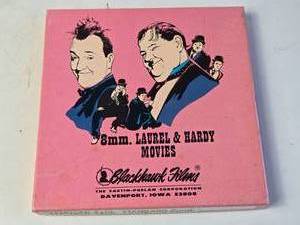 8mm. LAUREL & HARDY
MOVIES
Blackhawk Films ®
THE EASTIN-PHELAN CORPORATION
DAVENPORT, IOWA 52808